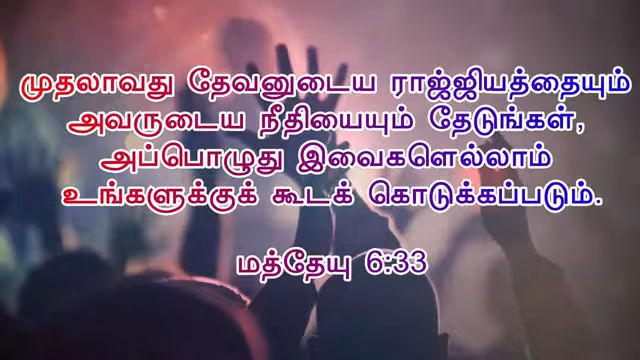 முதலாவது தேவனுடைய ராஜ்ஜியத்தையும்
அவருடைய நீதியையும் தேடுங்கள்,
அப்பொழுது இவைகளெல்லாம்
உங்களுக்குக் கூடக் கொடுக்கப்படும்.
மத்தேயு 6:33